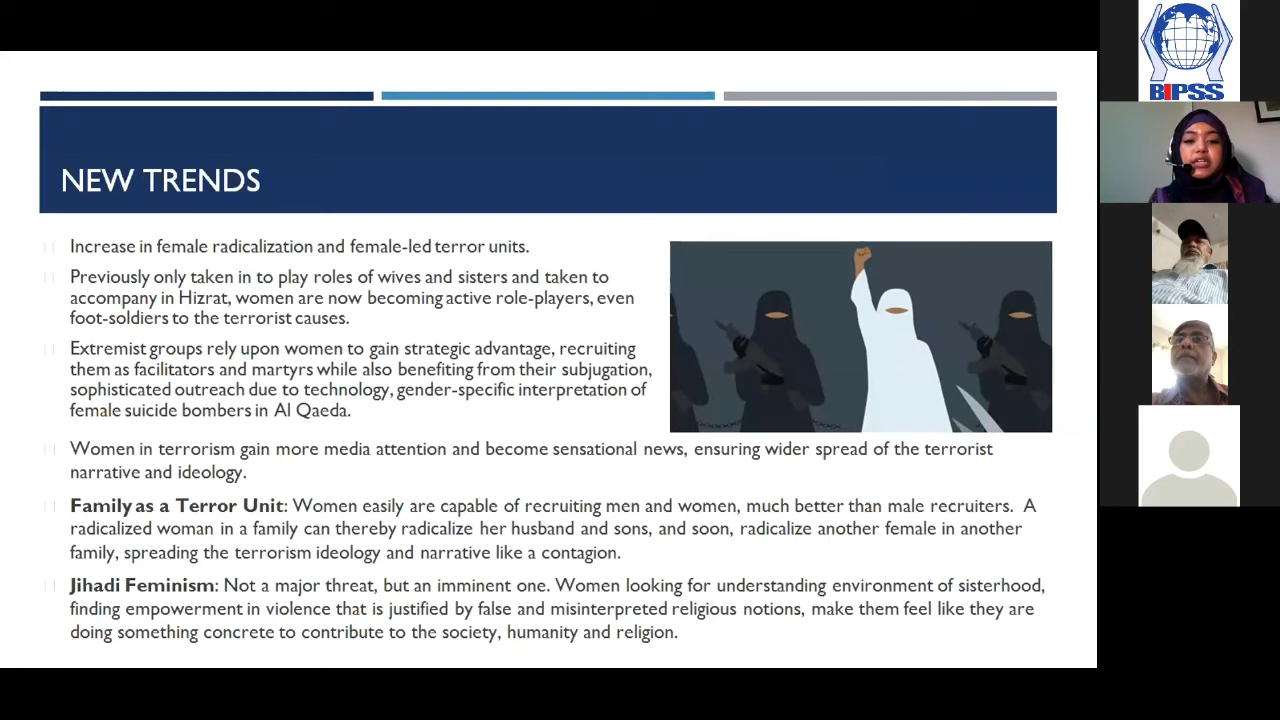 BIPSS
NEW TRENDS
Increase in female radicalization and female-led terror units.
Previously only taken in to play roles of wives and sisters and taken to
accompany in Hizrat, women are now becoming active role-players, even
foot-soldiers to the terrorist causes.
Extremist groups rely upon women to gain strategic advantage, recruiting
them as facilitators and martyrs while also benefiting from their subjugation,
sophisticated outreach due to technology, gender-specific interpretation of
female suicide bombers in Al Qaeda.
Women in terrorism gain more media attention and become sensational news, ensuring wider spread of the terrorist
narrative and ideology.
Family as a Terror Unit: Women easily are capable of recruiting men and women, much better than male recruiters. A
radicalized woman in a family can thereby radicalize her husband and sons, and soon, radicalize another female in another
family, spreading the terrorism ideology and narrative like a contagion.
Jihadi Feminism: Not a major threat, but an imminent one. Women looking for understanding environment of sisterhood,
finding empowerment in violence that is justified by false and misinterpreted religious notions, make them feel like they are
doing something concrete to contribute to the society, humanity and religion.